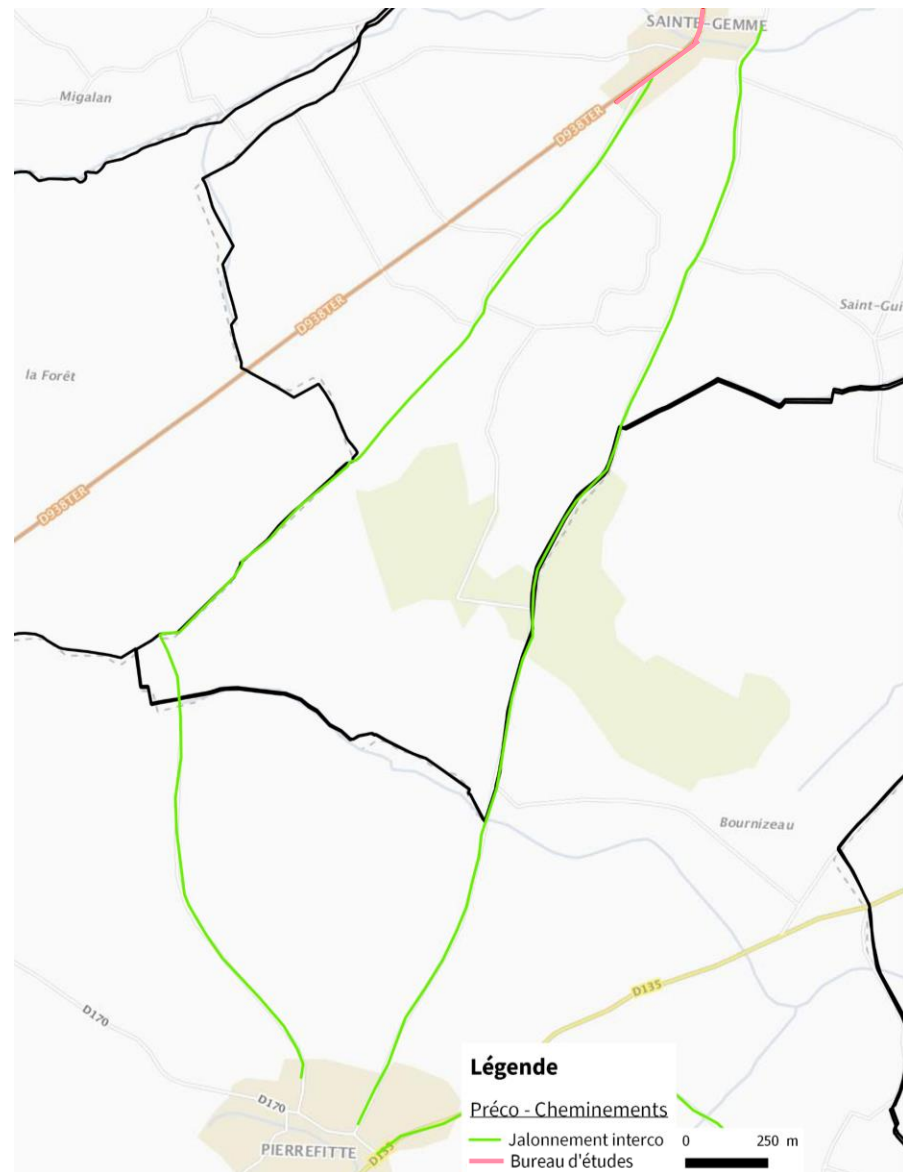 SAINTE-GEMME
Migalan
D938TER
D938TER
Saint-Gui
la Forêt
D938TER
Bournizeau
D135
D170
Légende
Préco - Cheminements
D170
Jalonnement interco 0 250 m
PIERREFITTE
D135
Bureau d'études